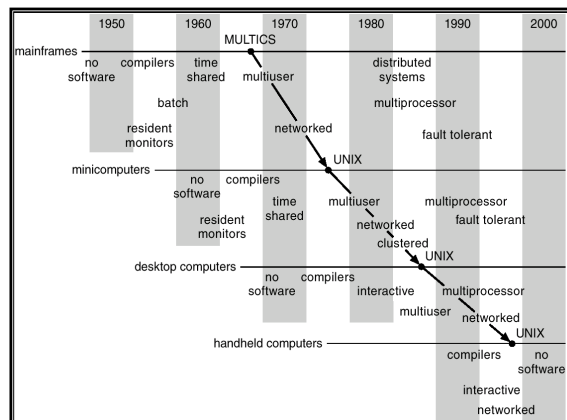 1950 1960 1970 1980 1990 2000
MULTICS
mainframes
no software
compilers
time shared
multiuser
distributed systems
batch
multiprocessor
resident monitors
networked
fault tolerant
minicomputers
UNIX
no software
compilers
time shared
multiuser
multiprocessor
resident monitors
networked
fault tolerant
clustered
UNIX
desktop computers
no software
compilers
interactive
multiprocessor
multiuser
networked
UNIX
handheld computers
compilers
no software
interactive
networked